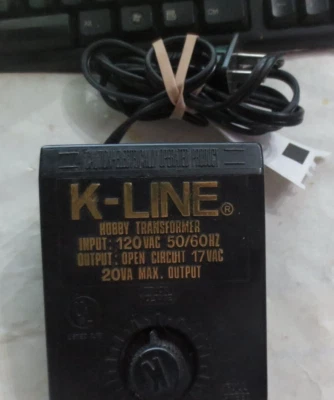 K-LINE®
HOBBY TRANSFORMER
INPUT: 120VAC 50/60HZ
OUTPUT: OPEN CIRCUIT 17VAC
20VA MAX. OUTPUT
K